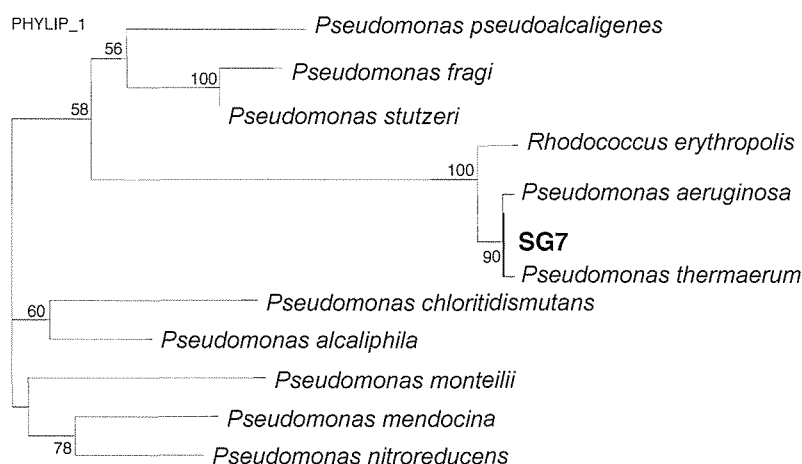 PHYLIP_1
56
Pseudomonas pseudoalcaligenes
100
Pseudomonas fragi
58
Pseudomonas stutzeri
Rhodococcus erythropolis
100
Pseudomonas aeruginosa
SG7
90
Pseudomonas thermaerum
60
Pseudomonas chloritidismutans
Pseudomonas alcaliphila
Pseudomonas monteilii
Pseudomonas mendocina
78
Pseudomonas nitroreducens